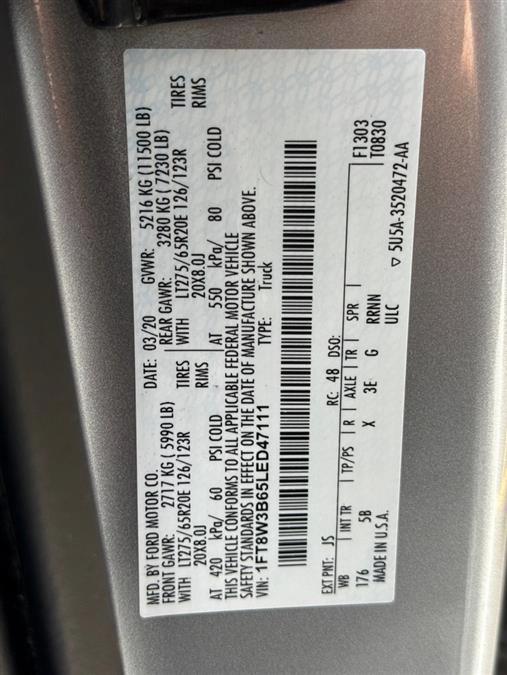 MFD. BY FORD MOTOR CO.
DATE: 03/20 GVWR: 5216 KG (11500 LB)
FRONT GAWR: 2717 KG ( 5990 LB) REAR GAWR: 3280 KG ( 7230 LB)
WITH LT275/65R20E 126/123R TIRES WITH LT275/65R20E 126/123R TIRES
20X8.0J RIMS 20X8.0J RIMS
AT 420 kPa/ 60 PSI COLD AT 550 kPa/ 80 PSI COLD
THIS VEHICLE CONFORMS TO ALL APPLICABLE FEDERAL MOTOR VEHICLE
SAFETY STANDARDS IN EFFECT ON THE DATE OF MANUFACTURE SHOWN ABOVE.
VIN: 1FT8W3B65LED47111 TYPE: Truck
F1303
T0830
EXT PNT: JS RC: 48 DSO:
WB INT TR TP/PS R AXLE TR SPR
176 5B X 3E G RRNN
MADE IN U.S.A. ULC
▽ 5U5A-3520472-AA